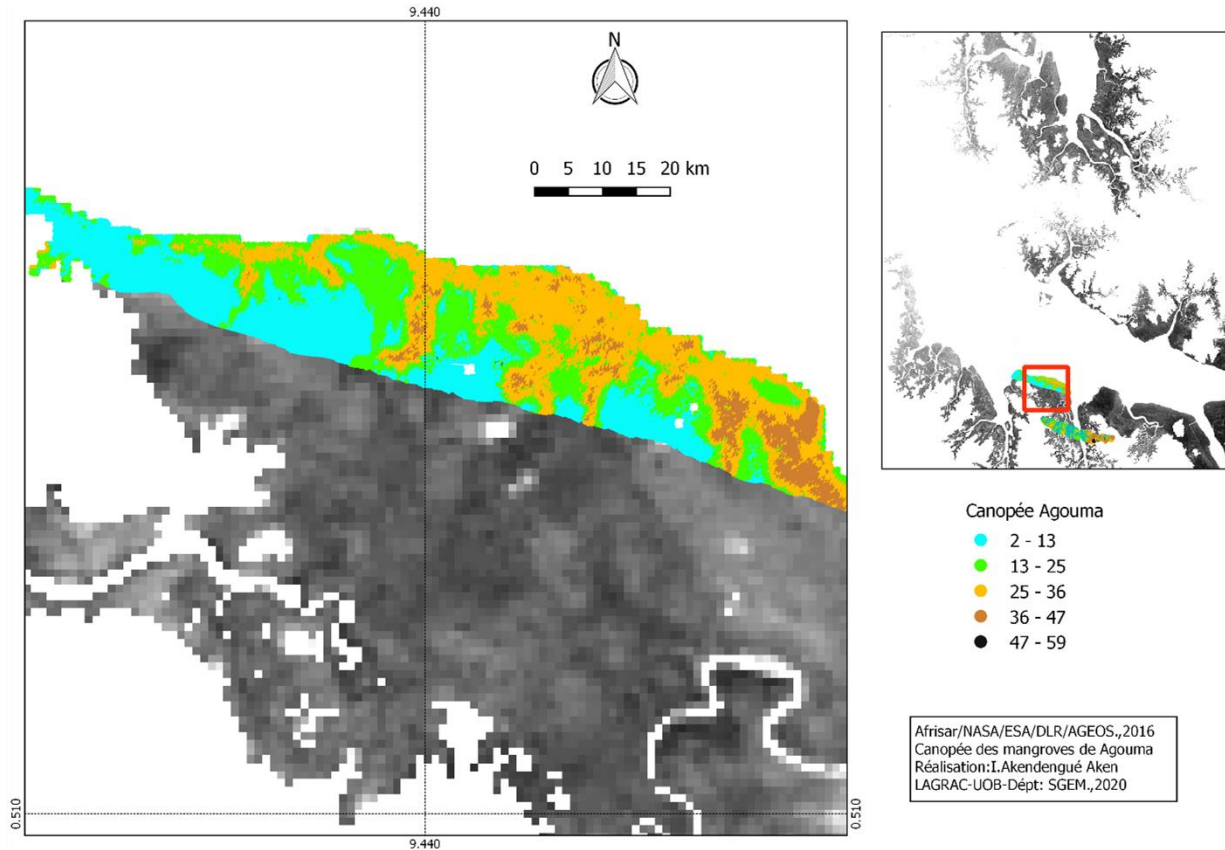 9.440
N
0 5 10 15 20 km
0.510
0.510
9.440
Canopée Agouma
2 - 13
13 - 25
25 - 36
36 - 47
47 - 59
Afrisar/NASA/ESA/DLR/AGEOS.,2016
Canopée des mangroves de Agouma
Réalisation:I.Akendengué Aken
LAGRAC-UOB-Dépt: SGEM.,2020